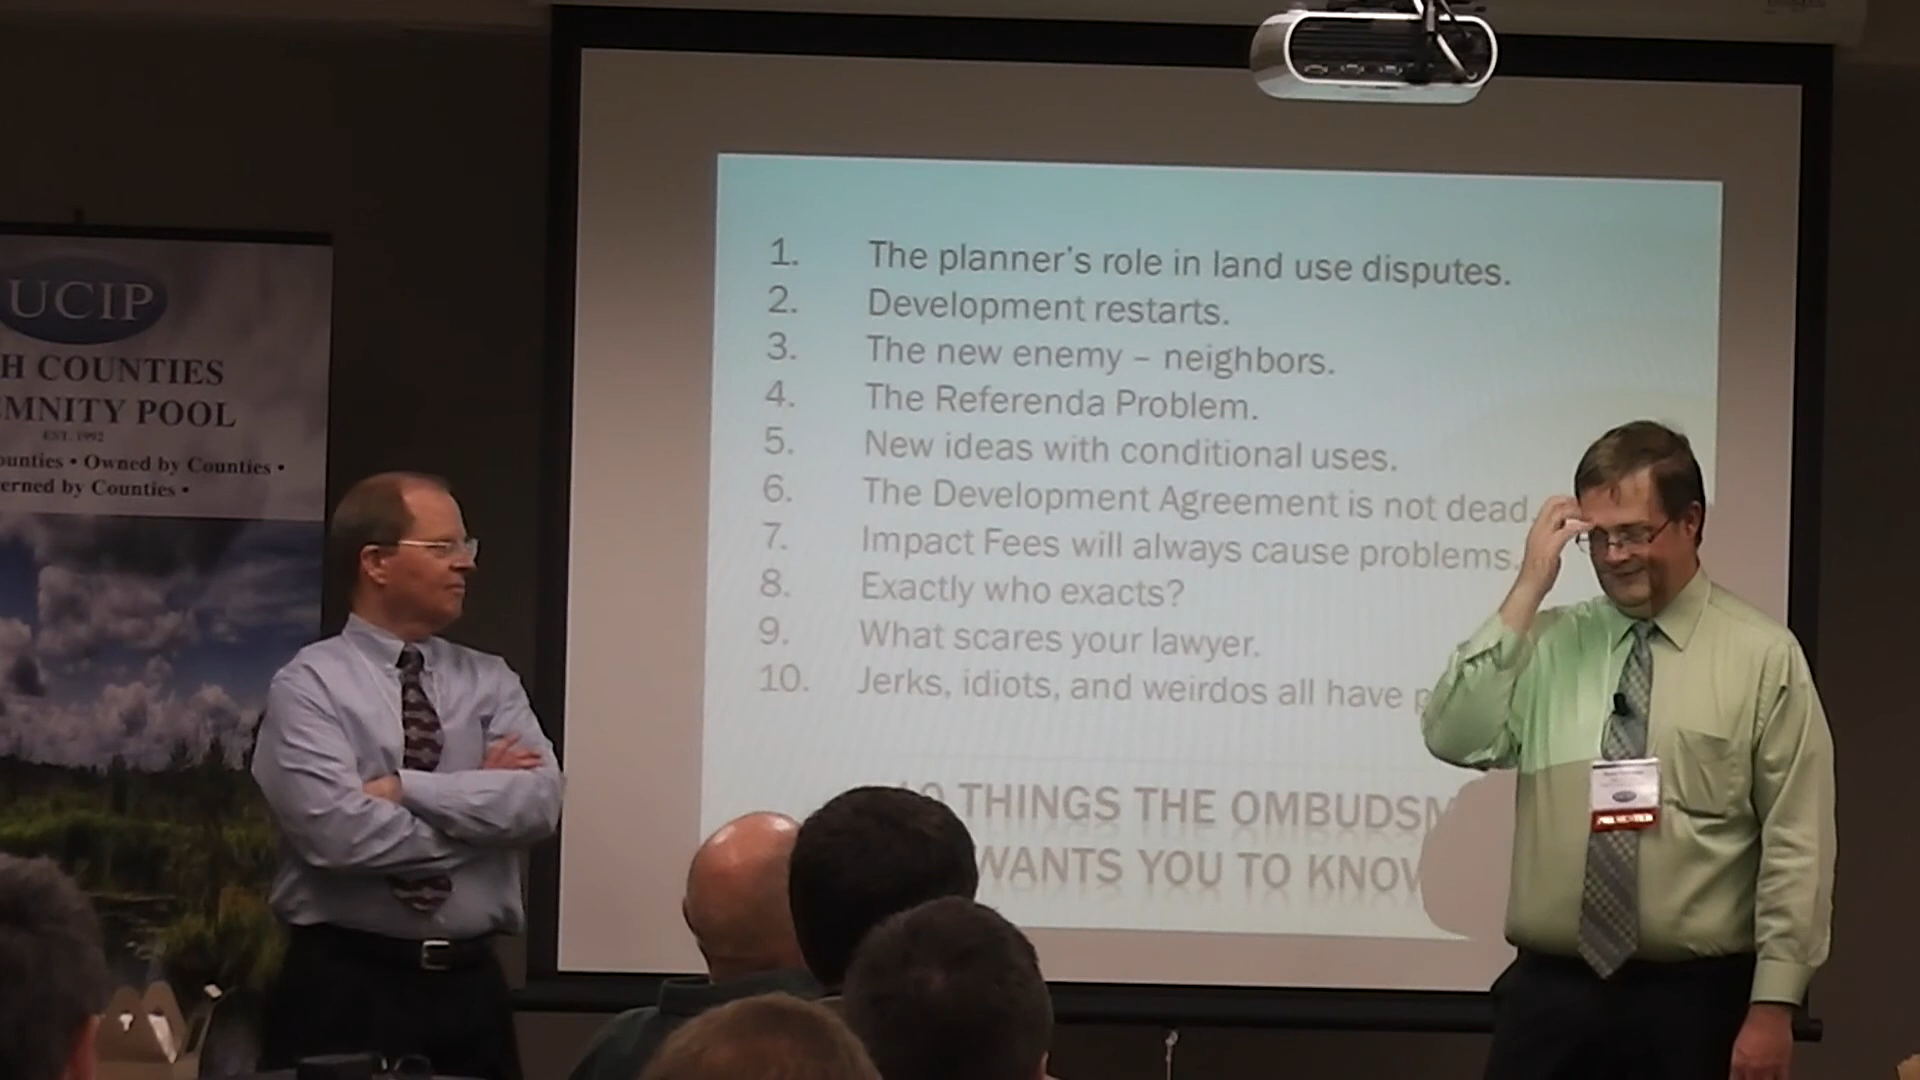 UCIP
H COUNTIES
MNITY POOL
EST. 1992
ounties • Owned by Counties •
erned by Counties •
1. The planner's role in land use disputes.
2. Development restarts.
3. The new enemy – neighbors.
4. The Referenda Problem.
5. New ideas with conditional uses.
6. The Development Agreement is not dead.
7. Impact Fees will always cause problems.
8. Exactly who exacts?
9. What scares your lawyer.
10. Jerks, idiots, and weirdos all have p
10 THINGS THE OMBUDSM
WANTS YOU TO KNOW
PRESENTER